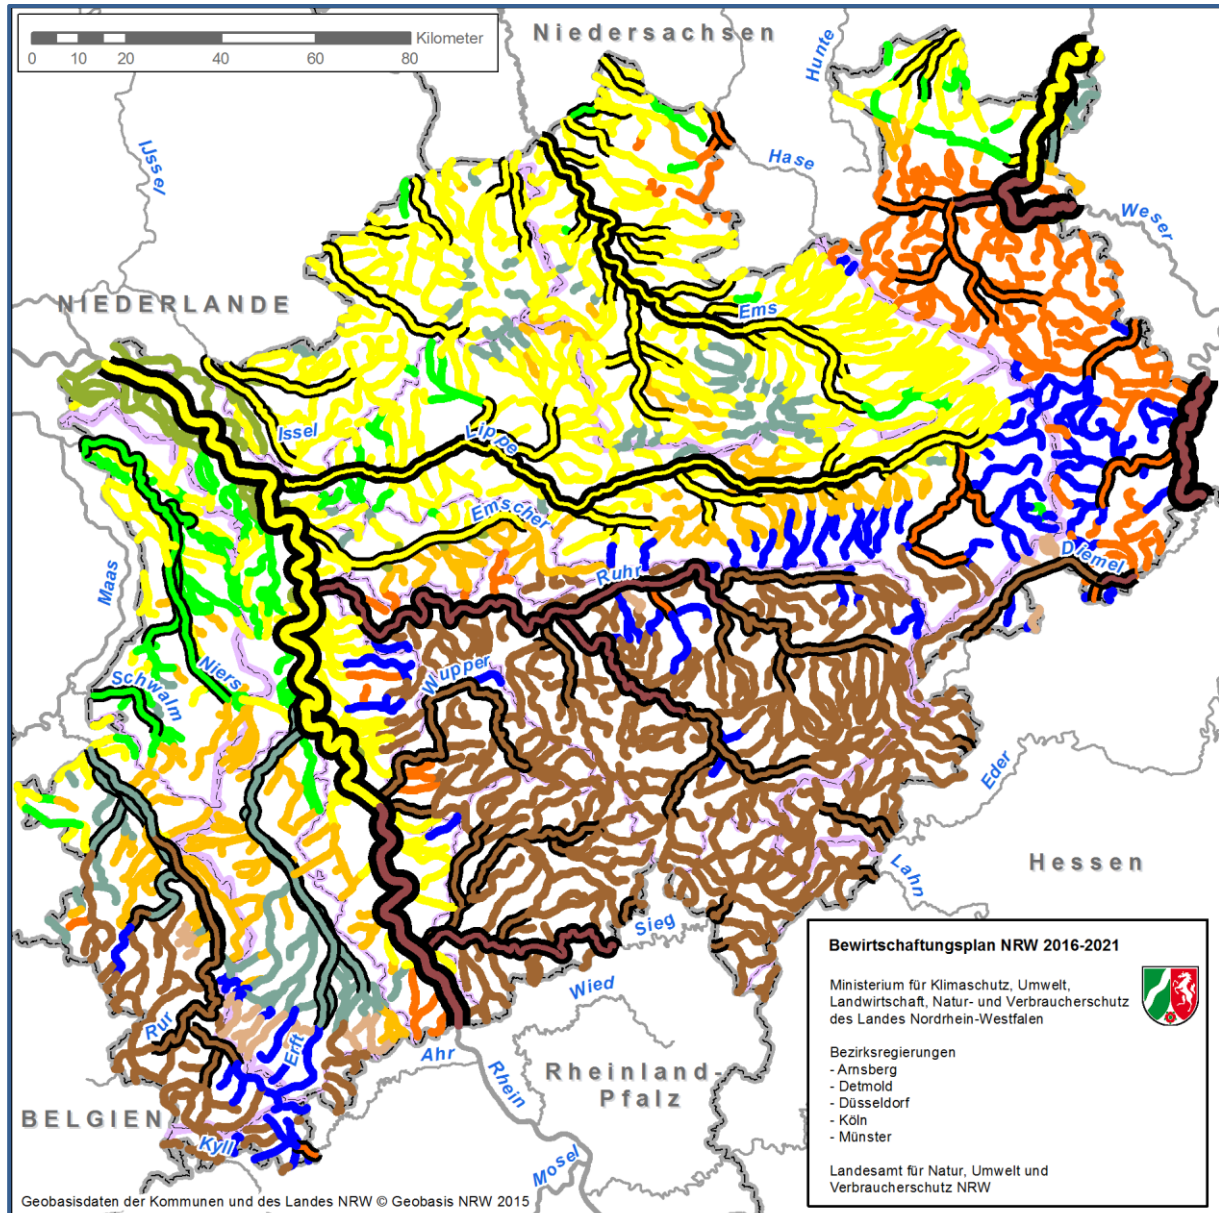 Kilometer
0 10 20 40 60 80
Niedersachsen
Hunte
IJssel
Hase
Weser
NIEDERLANDE
Ems
Issel
Lippe
Emscher
Maas
Ruhr
Diemel
Niers
Schwalm
Wupper
Eder
Lahn
Hessen
Sieg
Wied
Rur
Erft
Ahr
Rhein
Rheinland-
Pfalz
BELGIEN
Kyll
Mosel
Bewirtschaftungsplan NRW 2016-2021
Ministerium für Klimaschutz, Umwelt,
Landwirtschaft, Natur- und Verbraucherschutz
des Landes Nordrhein-Westfalen
Bezirksregierungen
- Arnsberg
- Detmold
- Düsseldorf
- Köln
- Münster
Landesamt für Natur, Umwelt und
Verbraucherschutz NRW
Geobasisdaten der Kommunen und des Landes NRW © Geobasis NRW 2015